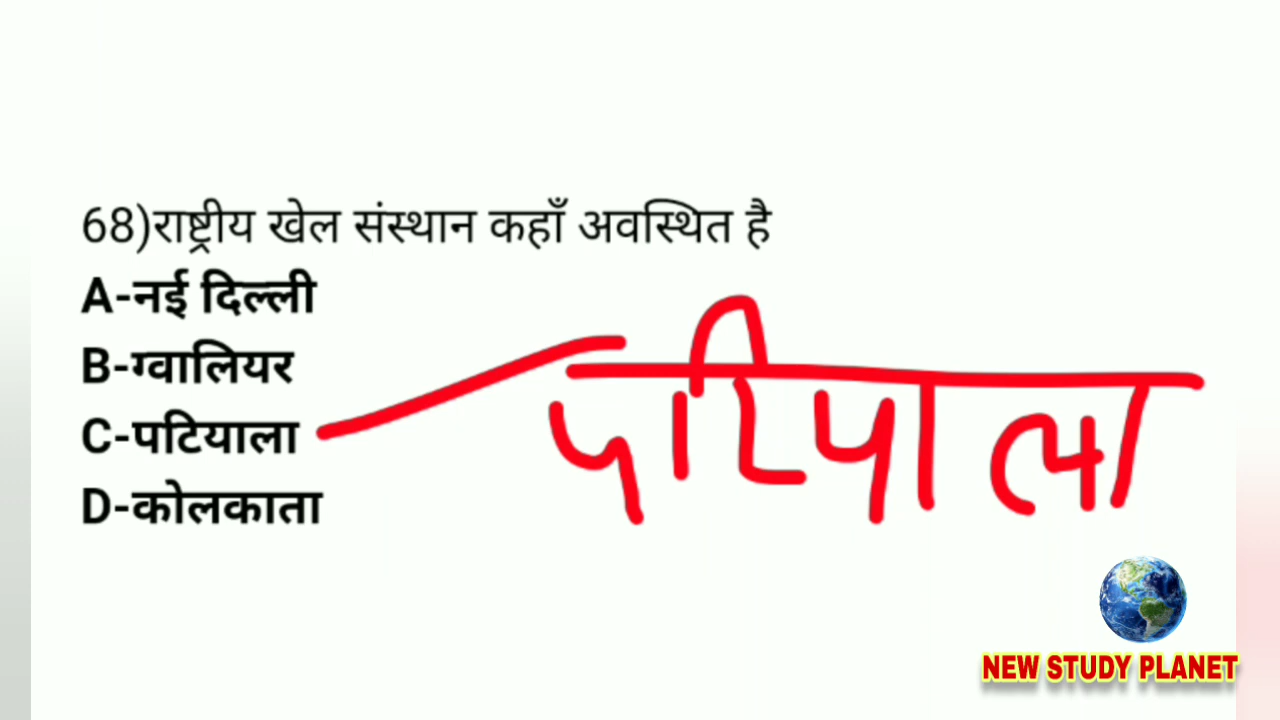 68)राष्ट्रीय खेल संस्थान कहाँ अवस्थित है
A-नई दिल्ली
B-ग्वालियर
C-पटियाला
D-कोलकाता
पटियाला
NEW STUDY PLANET